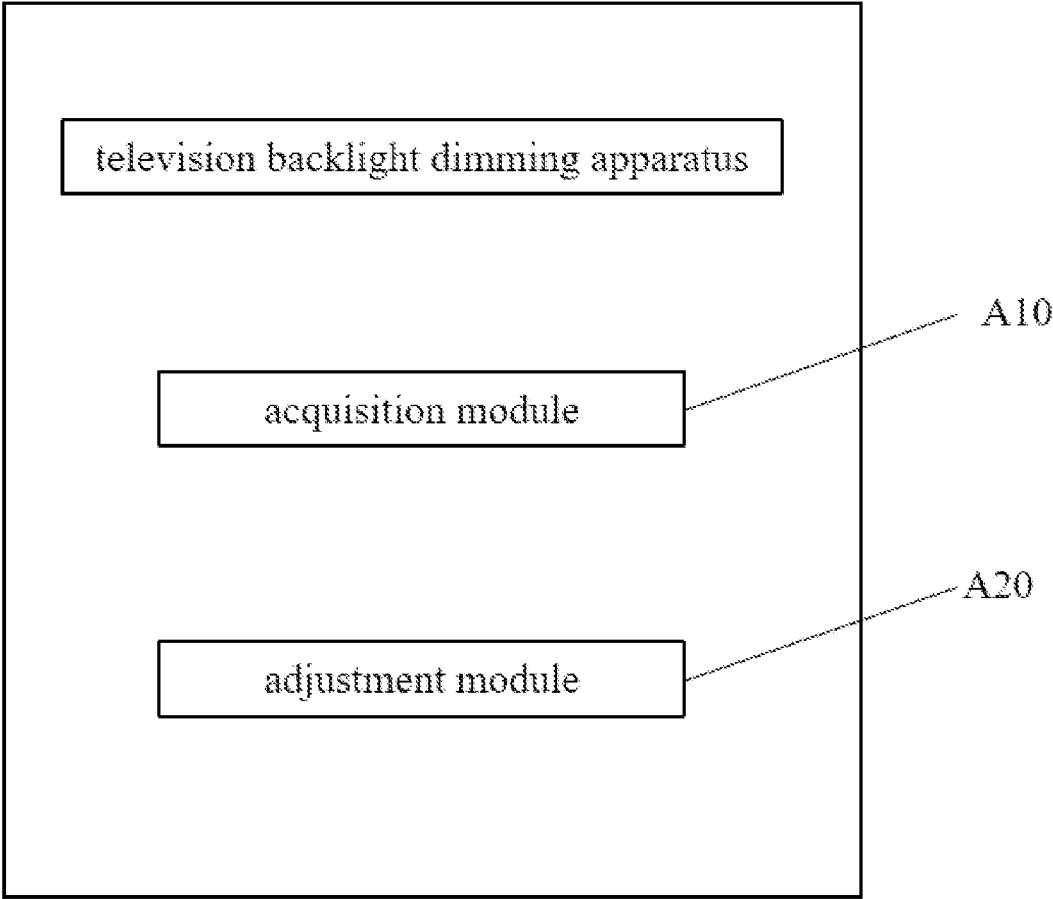 television backlight dimming apparatus
A10
acquisition module
A20
adjustment module